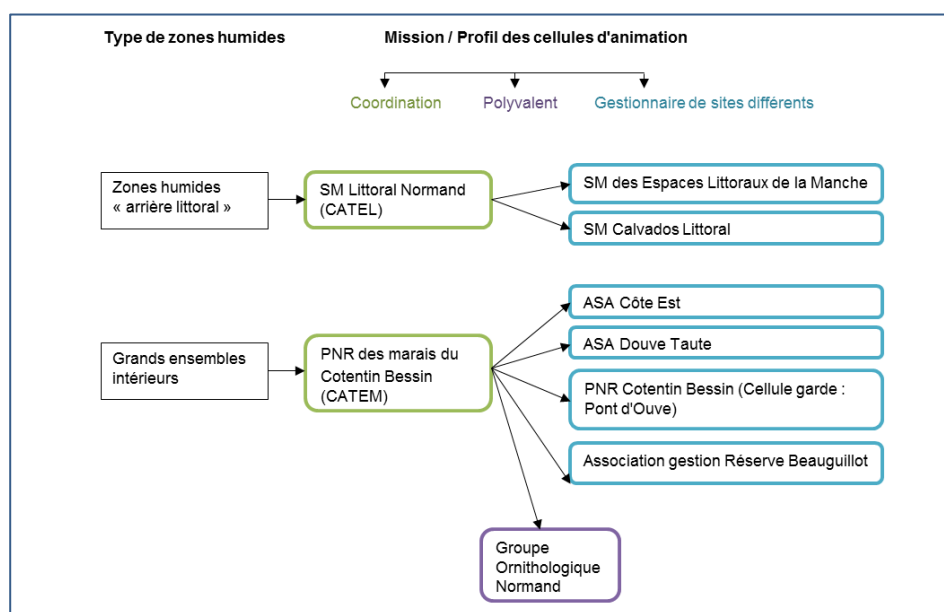 Type de zones humides
Mission / Profil des cellules d'animation
Coordination
Polyvalent
Gestionnaire de sites différents
Zones humides
« arrière littoral »
SM Littoral Normand
(CATEL)
SM des Espaces Littoraux de la Manche
SM Calvados Littoral
Grands ensembles
intérieurs
PNR des marais du
Cotentin Bessin
(CATEM)
ASA Côte Est
ASA Douve Taute
PNR Cotentin Bessin (Cellule garde :
Pont d'Ouve)
Association gestion Réserve Beauguillot
Groupe
Ornithologique
Normand